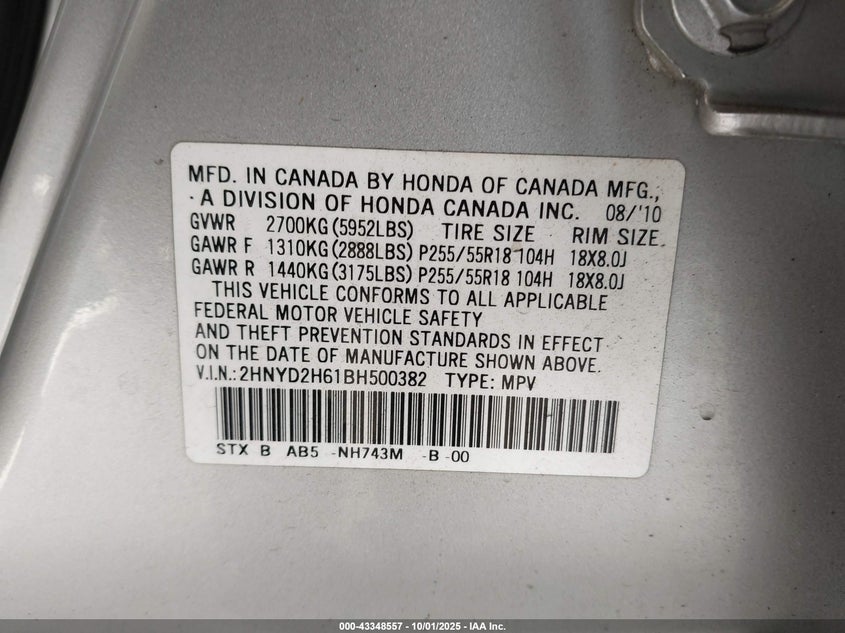 MFD. IN CANADA BY HONDA OF CANADA MFG.,
A DIVISION OF HONDA CANADA INC. 08/'10
GVWR 2700KG(5952LBS) TIRE SIZE RIM SIZE
GAWR F 1310KG(2888LBS) P255/55R18 104H 18X8.0J
GAWR R 1440KG(3175LBS) P255/55R18 104H 18X8.0J
THIS VEHICLE CONFORMS TO ALL APPLICABLE
FEDERAL MOTOR VEHICLE SAFETY
AND THEFT PREVENTION STANDARDS IN EFFECT
ON THE DATE OF MANUFACTURE SHOWN ABOVE.
V.I.N.:2HNYD2H61BH500382 TYPE: MPV
STX B AB5 -NH743M -B -00
000-43348557 - 10/01/2025 - IAA Inc.